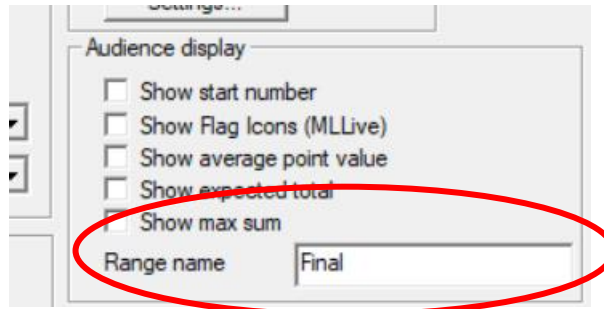 Settings...
Audience display
Show start number
Show Flag Icons (MLLive)
Show average point value
Show expected total
Show max sum
Range name Final